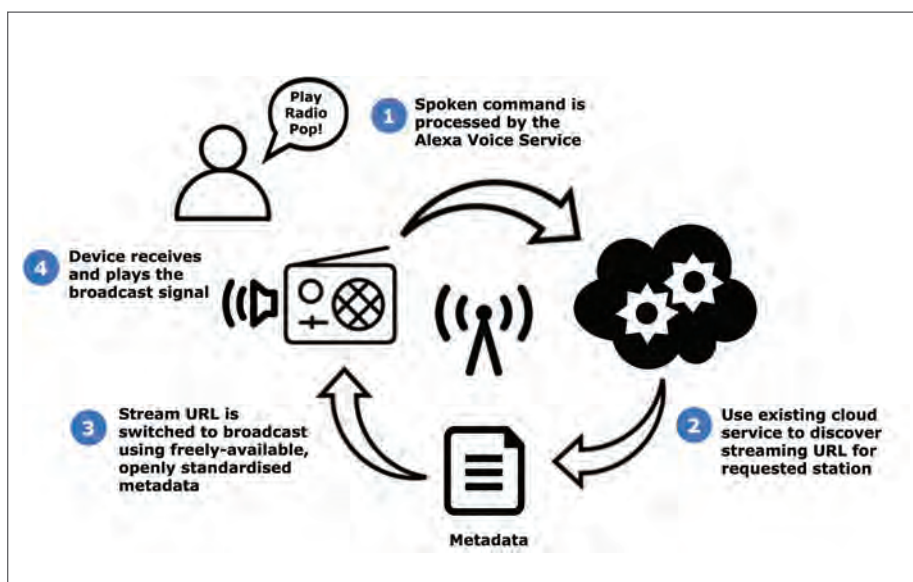 Play
Radio
Pop!
1
Spoken command is
processed by the
Alexa Voice Service
2
Use existing cloud
service to discover
streaming URL for
requested station
3
Stream URL is
switched to broadcast
using freely-available,
openly standardised
metadata
Metadata
4
Device receives
and plays the
broadcast signal